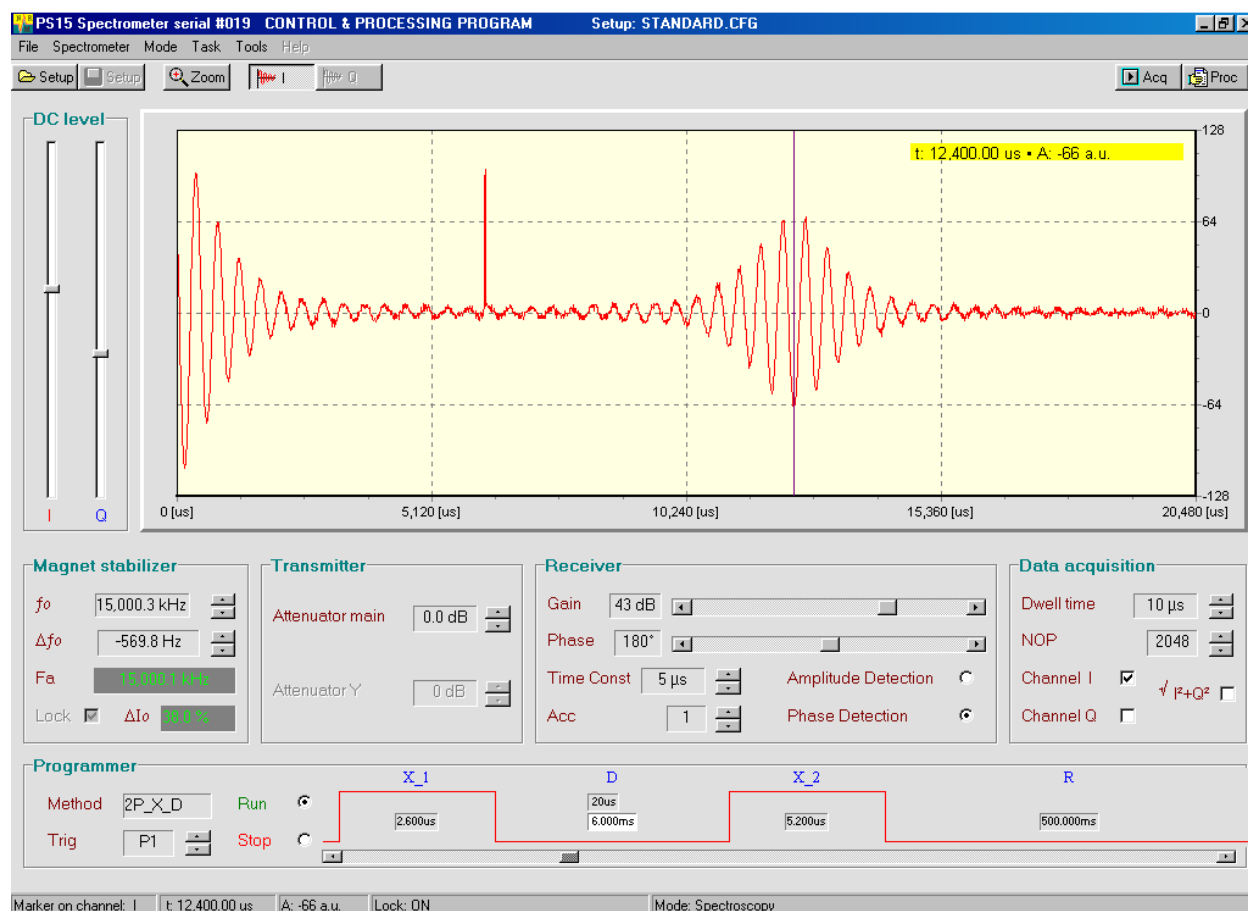 PS15 Spectrometer serial #019 CONTROL & PROCESSING PROGRAM Setup: STANDARD.CFG
File Spectrometer Mode Task Tools Help
Setup Setup Zoom I Q Acq Proc
DC level
t: 12,400.00 us • A: -66 a.u.
128
64
0
-64
-128
I Q
0 [us] 5,120 [us] 10,240 [us] 15,360 [us] 20,480 [us]
Magnet stabilizer Transmitter Receiver Data acquisition
fo 15,000.3 kHz Attenuator main 0.0 dB Gain 43 dB Dwell time 10 µs
Δfo -569.8 Hz Phase 180° NOP 2048
Fa 15,000.1 kHz Attenuator Y 0 dB Time Const 5 µs Amplitude Detection Channel I √ I²+Q²
Lock ΔIo 38.0 % Acc 1 Phase Detection Channel Q
Programmer
X_1 D X_2 R
Method 2P_X_D Run 20us
2.600us 6.000ms 5.200us 500.000ms
Trig P1 Stop
Marker on channel: I t: 12,400.00 us A: -66 a.u. Lock: ON Mode: Spectroscopy